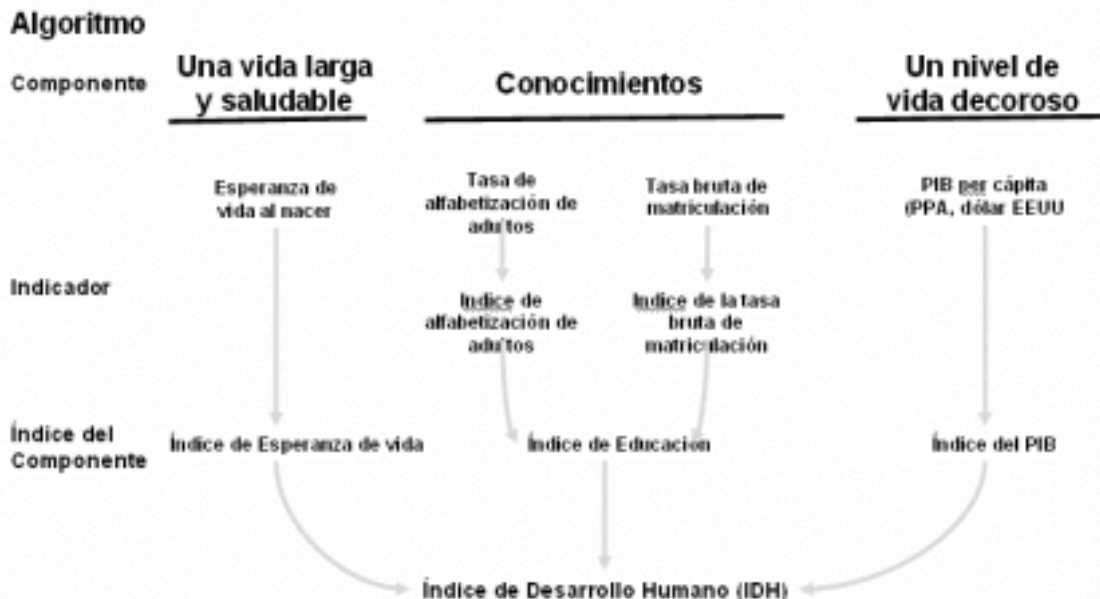 Algoritmo
Componente
Una vida larga
y saludable
Conocimientos
Un nivel de
vida decoroso
Esperanza de
vida al nacer
Tasa de
alfabetización de
adultos
Tasa bruta de
matriculación
PIB per cápita
(PPA, dólar EEUU
Indicador
Indice de
alfabetización de
adultos
Indice de la tasa
bruta de
matriculación
Índice del
Componente
Índice de Esperanza de vida
Índice de Educación
Índice del PIB
Índice de Desarrollo Humano (IDH)